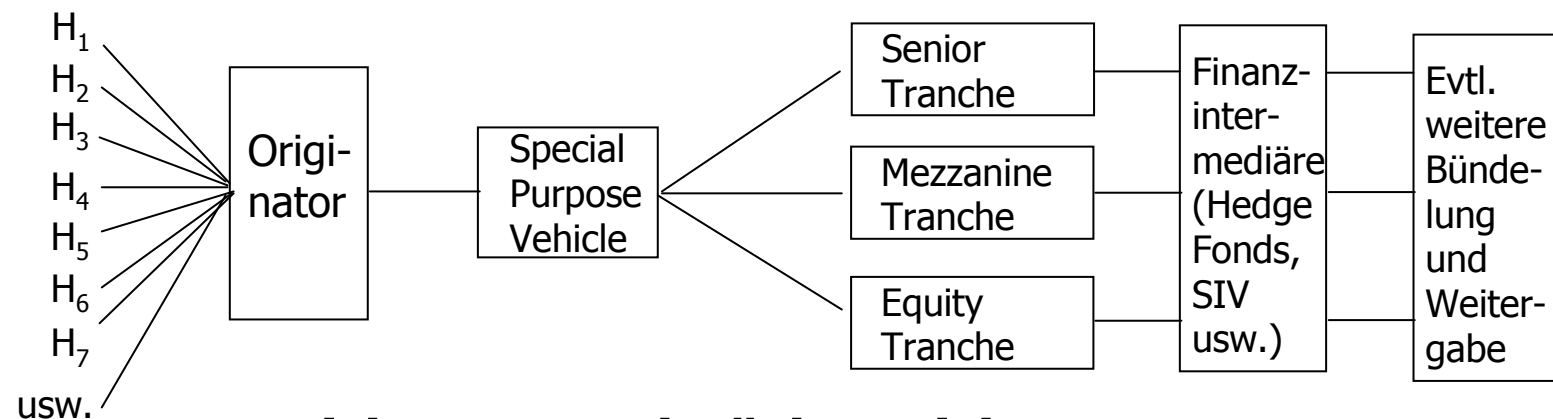 H₁
H₂
H₃
H₄
H₅
H₆
H₇
usw.
Origi-
nator
Special
Purpose
Vehicle
Senior
Tranche
Mezzanine
Tranche
Equity
Tranche
Finanz-
inter-
mediäre
(Hedge
Fonds,
SIV
usw.)
Evtl.
weitere
Bünde-
lung
und
Weiter-
gabe